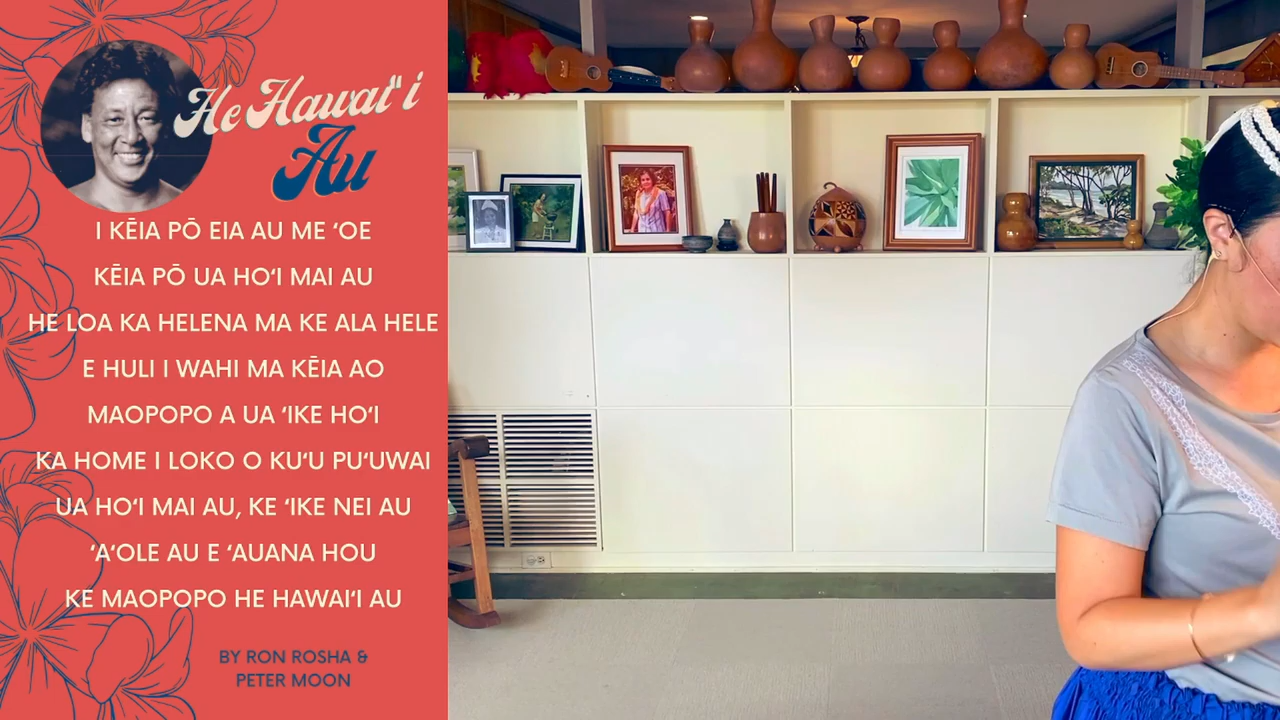 He Hawai'i
Au
I KĒIA PŌ EIA AU ME ʻOE
KĒIA PŌ UA HOʻI MAI AU
HE LOA KA HELENA MA KE ALA HELE
E HULI I WAHI MA KĒIA AO
MAOPOPO A UA ʻIKE HOʻI
KA HOME I LOKO O KUʻU PUʻUWAI
UA HOʻI MAI AU, KE ʻIKE NEI AU
ʻAʻOLE AU E ʻAUANA HOU
KE MAOPOPO HE HAWAIʻI AU
BY RON ROSHA &
PETER MOON